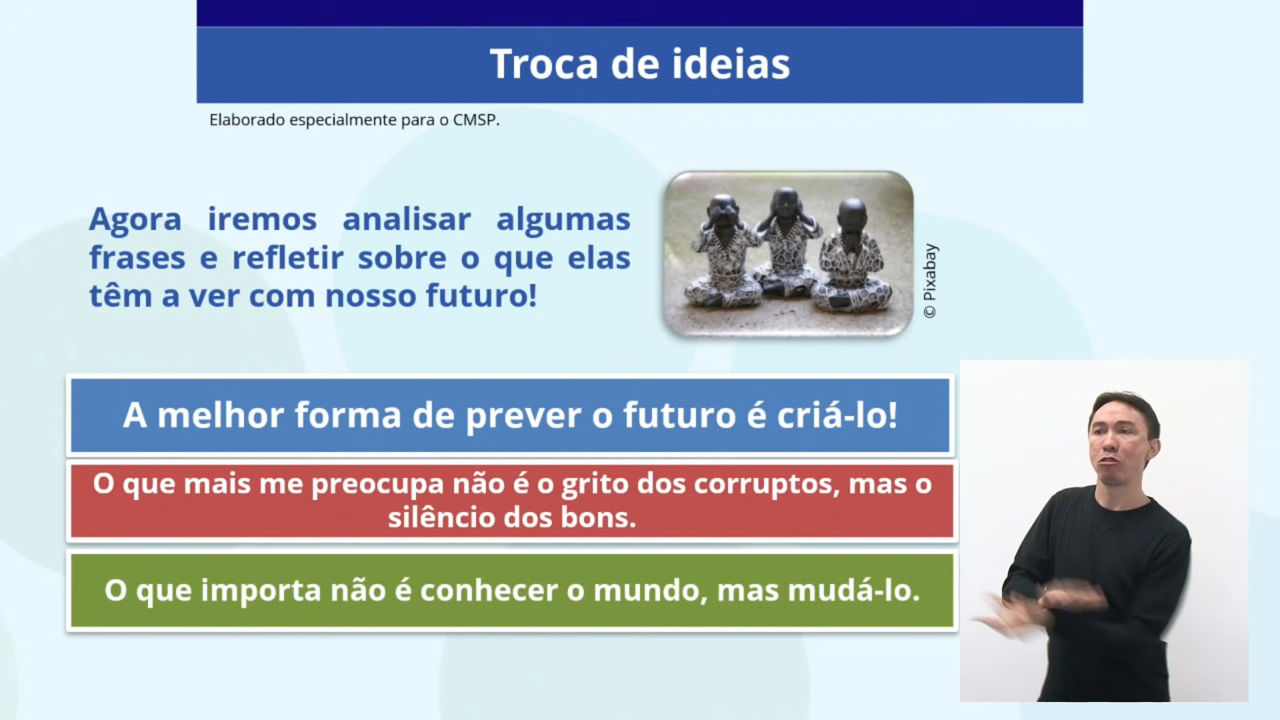 Troca de ideias
Elaborado especialmente para o CMSP.
Agora iremos analisar algumas
frases e refletir sobre o que elas
têm a ver com nosso futuro!
© Pixabay
A melhor forma de prever o futuro é criá-lo!
O que mais me preocupa não é o grito dos corruptos, mas o
silêncio dos bons.
O que importa não é conhecer o mundo, mas mudá-lo.